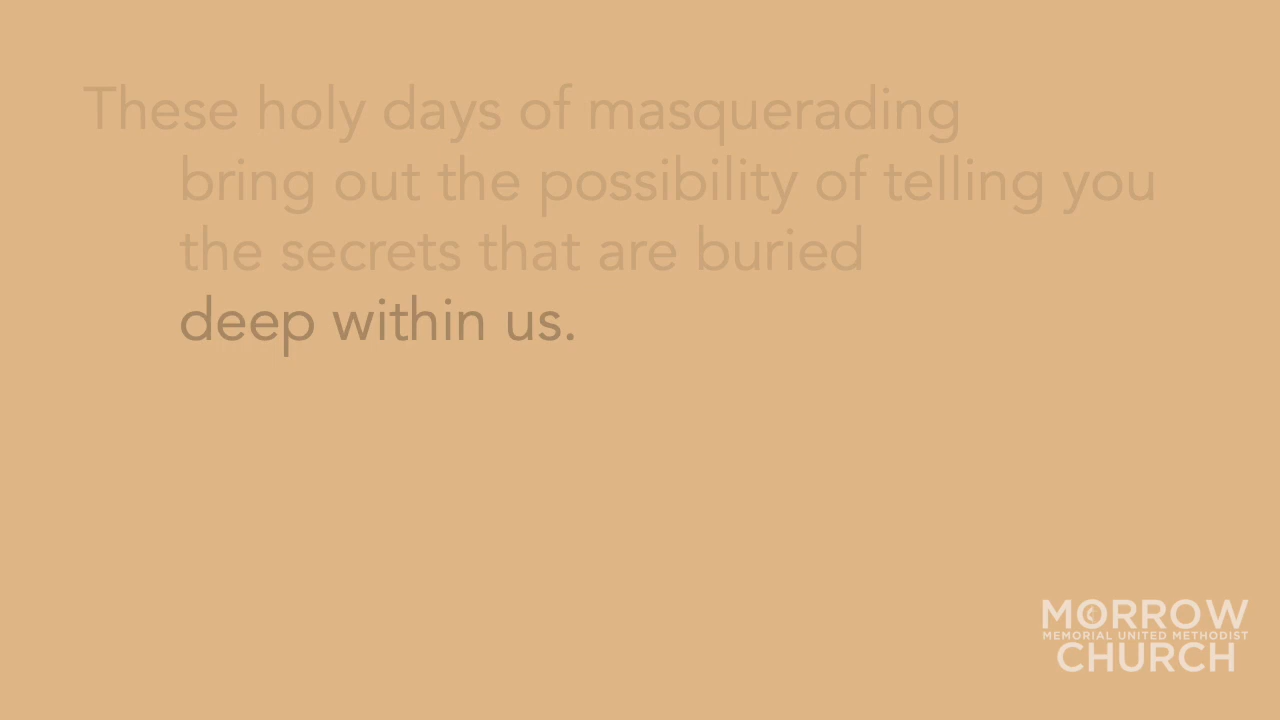 These holy days of masquerading
bring out the possibility of telling you
the secrets that are buried
deep within us.
MORROW
MEMORIAL UNITED METHODIST
CHURCH